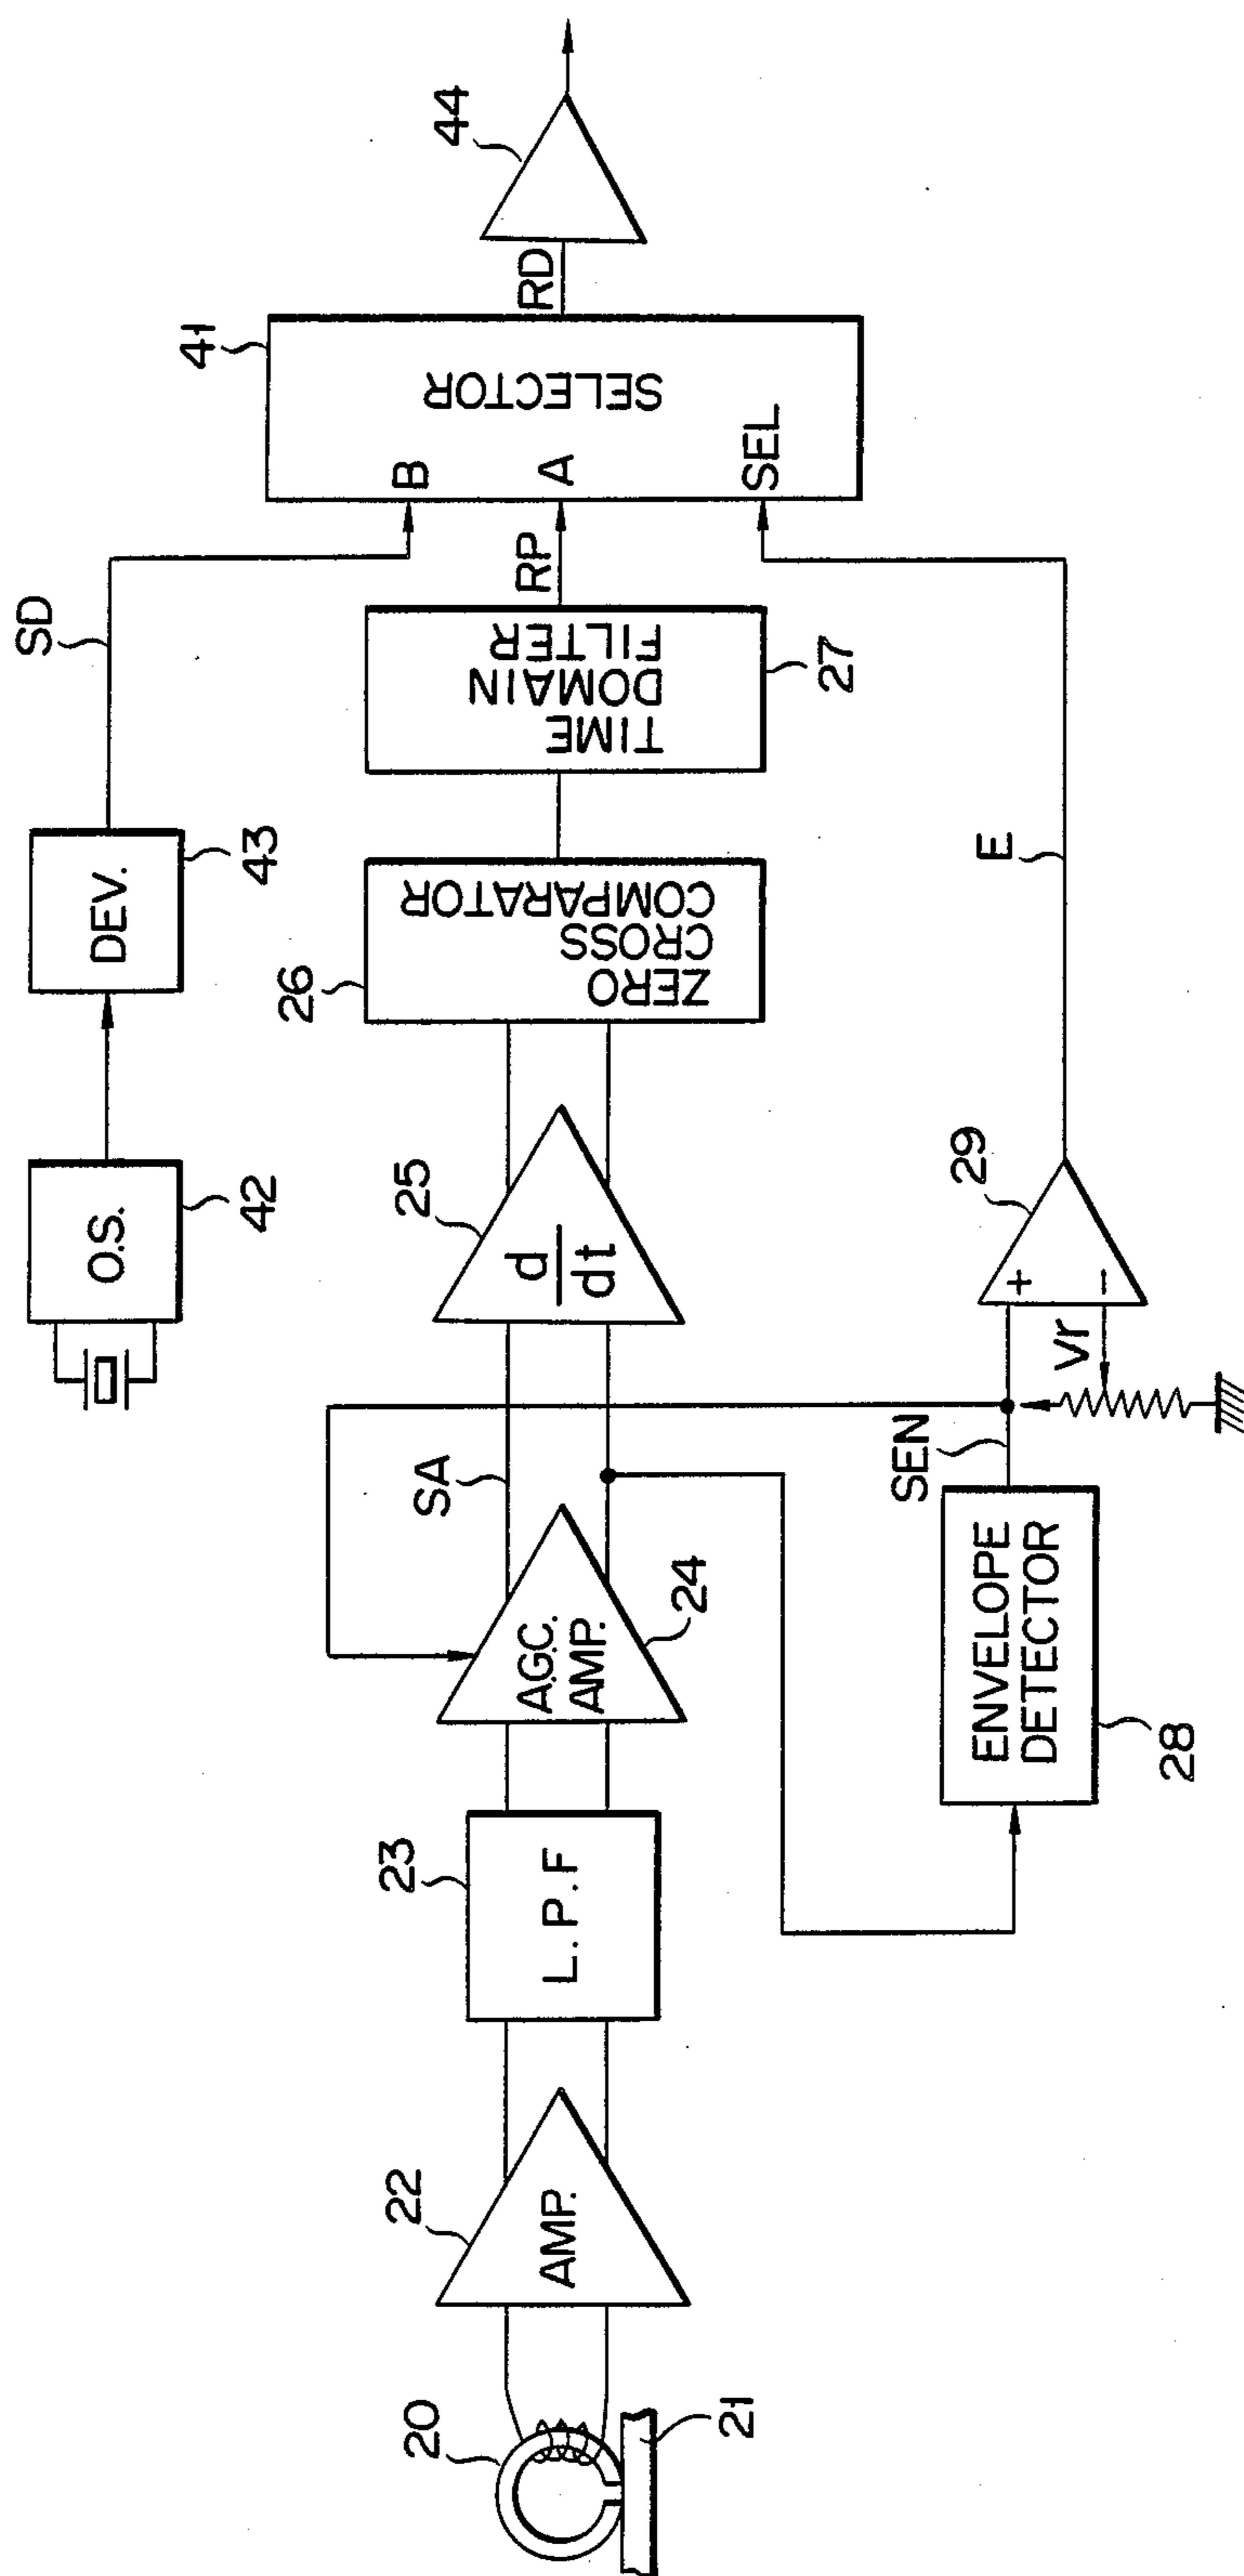 20
21
22
AMP.
23
L. P. F
24
A.G.C.
AMP.
SA
25
d
dt
26
ZERO
CROSS
COMPARATOR
27
TIME
DOMAIN
FILTER
RP
42
O.S.
43
DEV.
SD
41
SELECTOR
B
A
SEL
RD
44
28
ENVELOPE
DETECTOR
SEN
Vr
29
+
−
E